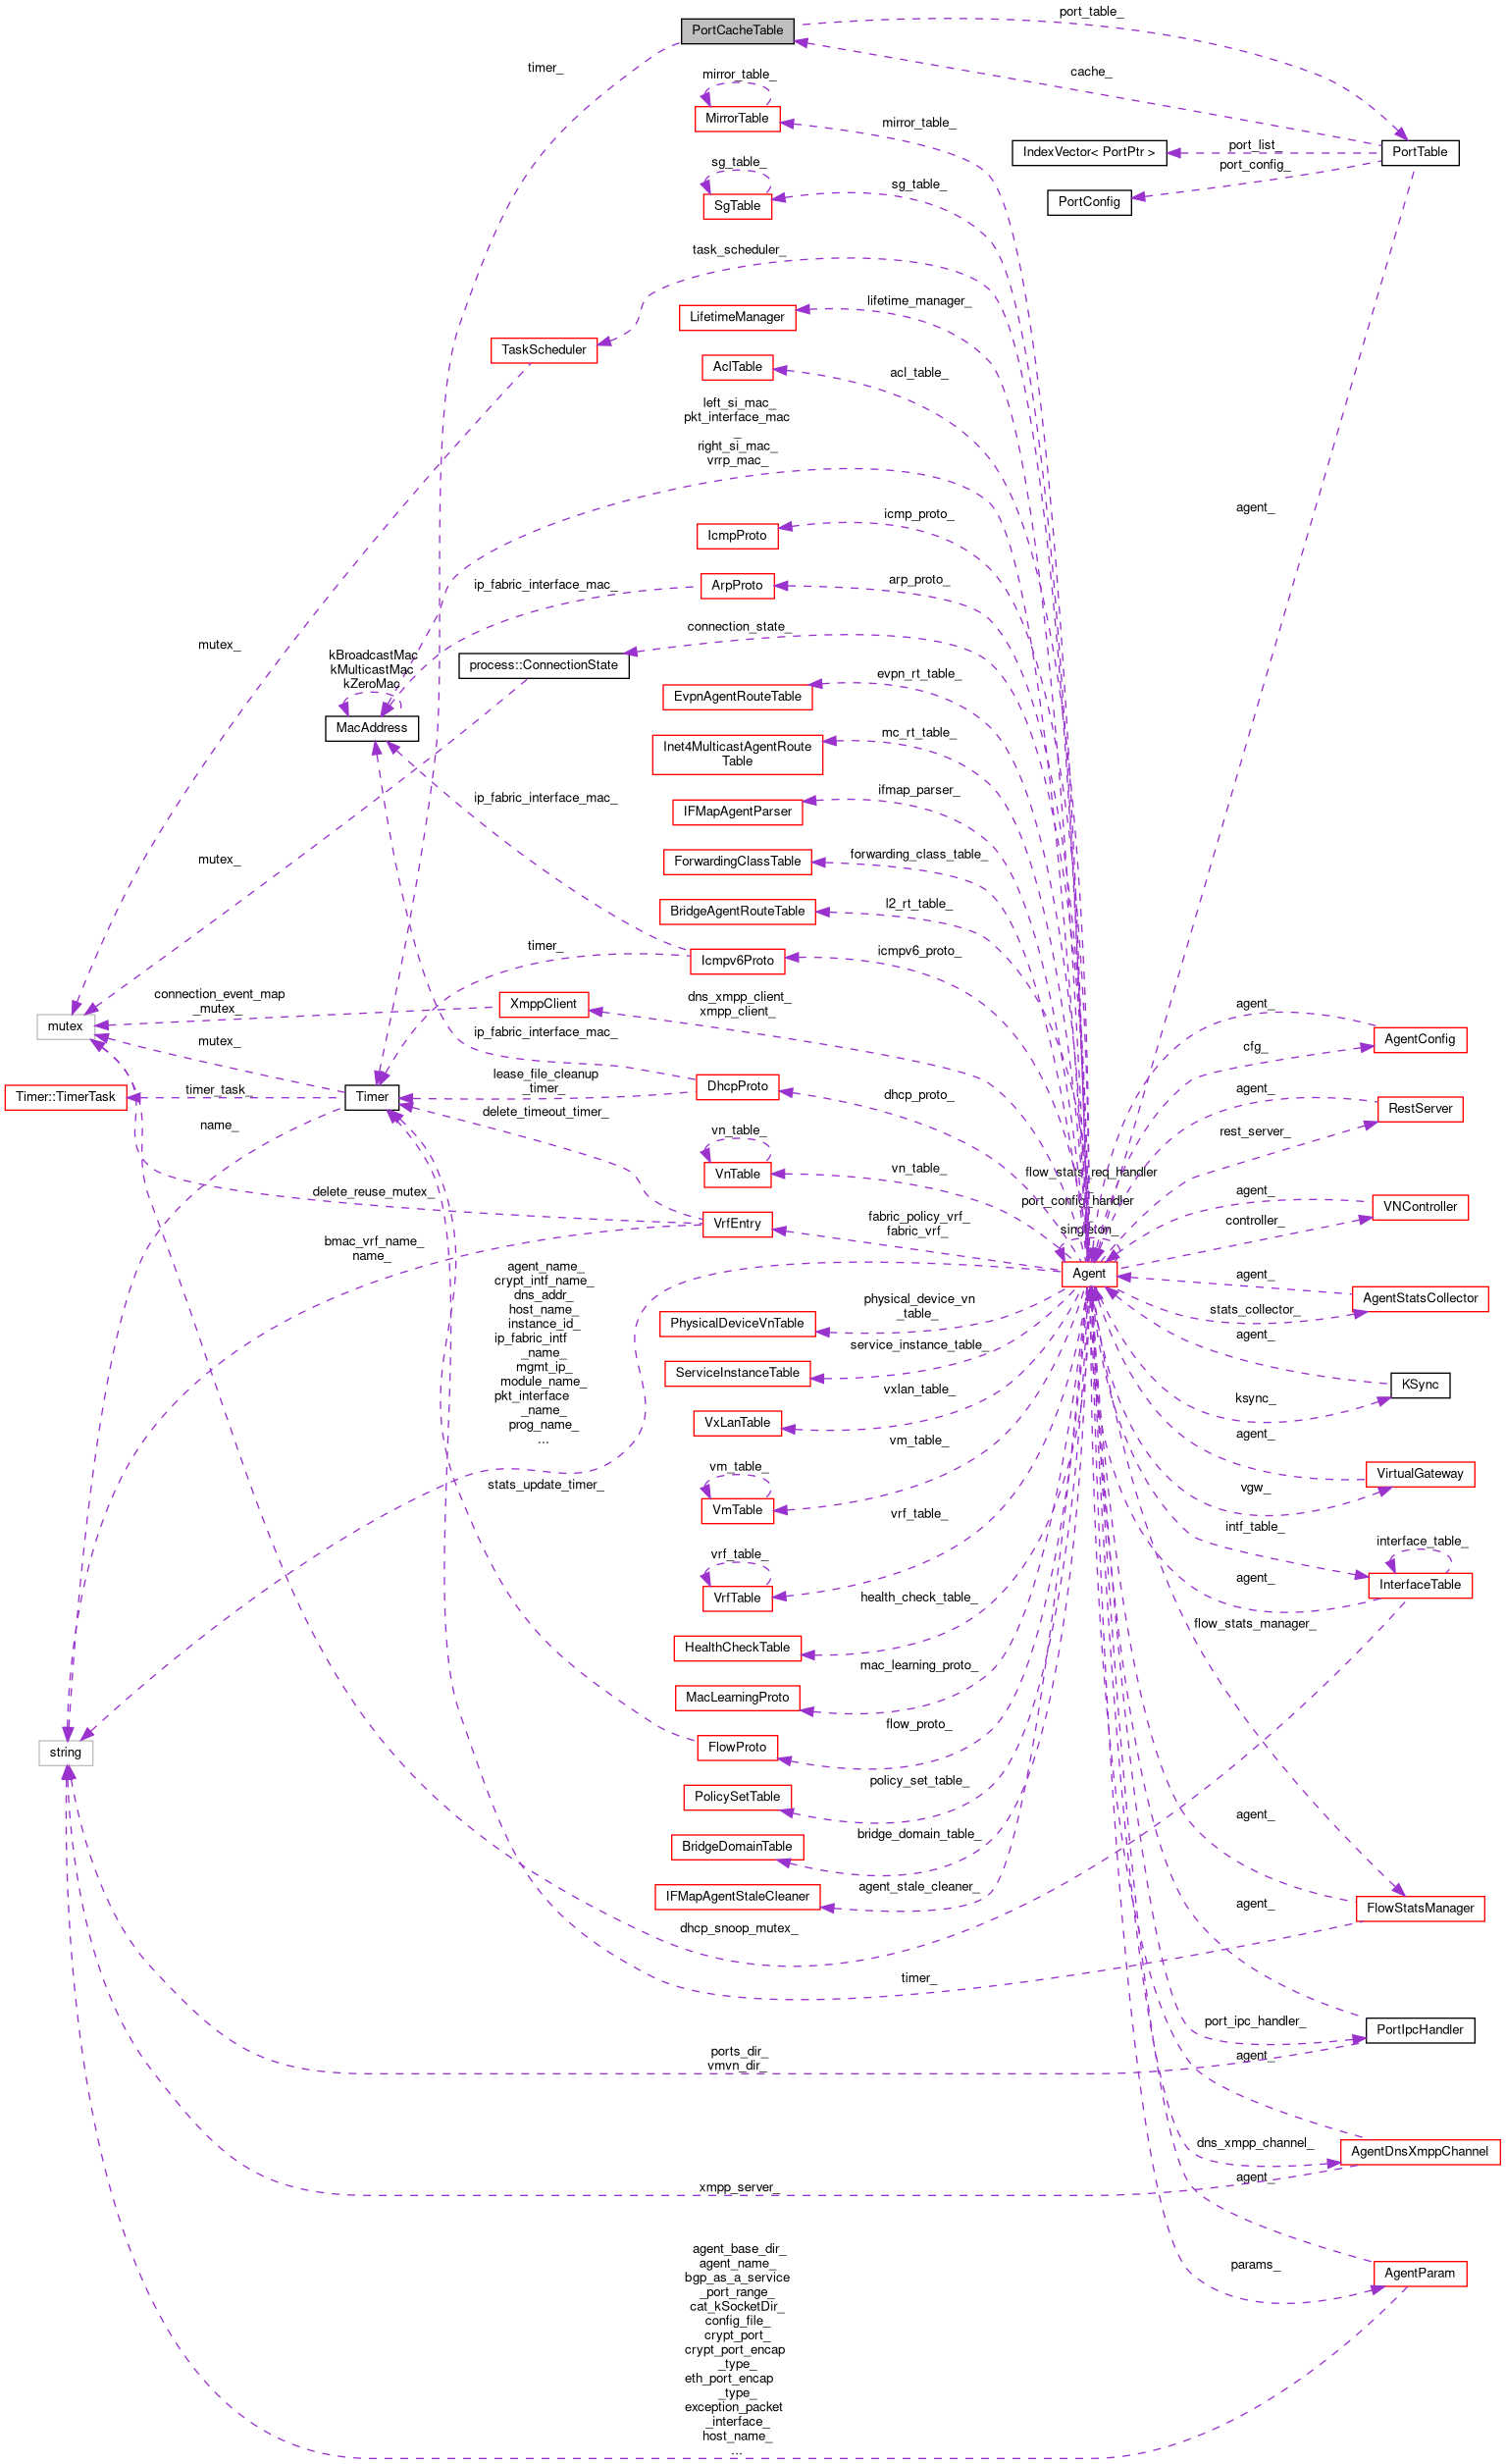 port_table_
PortCacheTable
timer_
cache_
mirror_table_
MirrorTable
mirror_table_
IndexVector< PortPtr >
port_list_
PortTable
port_config_
sg_table_
SgTable
sg_table_
PortConfig
task_scheduler_
lifetime_manager_
LifetimeManager
TaskScheduler
AclTable
acl_table_
left_si_mac_
pkt_interface_mac
_
right_si_mac_
vrrp_mac_
agent_
icmp_proto_
IcmpProto
ip_fabric_interface_mac_
ArpProto
arp_proto_
connection_state_
mutex_
kBroadcastMac
kMulticastMac
kZeroMac
process::ConnectionState
evpn_rt_table_
EvpnAgentRouteTable
MacAddress
mc_rt_table_
Inet4MulticastAgentRoute
Table
ip_fabric_interface_mac_
ifmap_parser_
IFMapAgentParser
mutex_
forwarding_class_table_
ForwardingClassTable
l2_rt_table_
BridgeAgentRouteTable
timer_
Icmpv6Proto
icmpv6_proto_
connection_event_map
_mutex_
XmppClient
dns_xmpp_client_
xmpp_client_
agent_
mutex
mutex_
ip_fabric_interface_mac_
cfg_
AgentConfig
Timer::TimerTask
timer_task_
Timer
lease_file_cleanup
_timer_
DhcpProto
dhcp_proto_
agent_
RestServer
name_
delete_timeout_timer_
vn_table_
rest_server_
VnTable
vn_table_
flow_stats_req_handler
_
port_config_handler
_
singleton_
delete_reuse_mutex_
VrfEntry
fabric_policy_vrf_
fabric_vrf_
agent_
VNController
controller_
bmac_vrf_name_
name_
agent_name_
crypt_intf_name_
dns_addr_
host_name_
instance_id_
ip_fabric_intf
_name_
mgmt_ip_
module_name_
pkt_interface
_name_
prog_name_
...
Agent
agent_
AgentStatsCollector
stats_collector_
physical_device_vn
_table_
PhysicalDeviceVnTable
agent_
service_instance_table_
ServiceInstanceTable
KSync
ksync_
vxlan_table_
VxLanTable
agent_
vm_table_
vm_table_
VmTable
VirtualGateway
vgw_
stats_update_timer_
vrf_table_
intf_table_
interface_table_
vrf_table_
VrfTable
agent_
InterfaceTable
health_check_table_
HealthCheckTable
flow_stats_manager_
mac_learning_proto_
MacLearningProto
flow_proto_
FlowProto
string
policy_set_table_
PolicySetTable
agent_
bridge_domain_table_
BridgeDomainTable
agent_stale_cleaner_
IFMapAgentStaleCleaner
agent_
FlowStatsManager
dhcp_snoop_mutex_
timer_
port_ipc_handler_
PortIpcHandler
ports_dir_
vmvn_dir_
agent_
dns_xmpp_channel_
AgentDnsXmppChannel
xmpp_server_
agent_
params_
AgentParam
agent_base_dir_
agent_name_
bgp_as_a_service
_port_range_
cat_kSocketDir_
config_file_
crypt_port_
crypt_port_encap
_type_
eth_port_encap
_type_
exception_packet
_interface_
host_name_
...